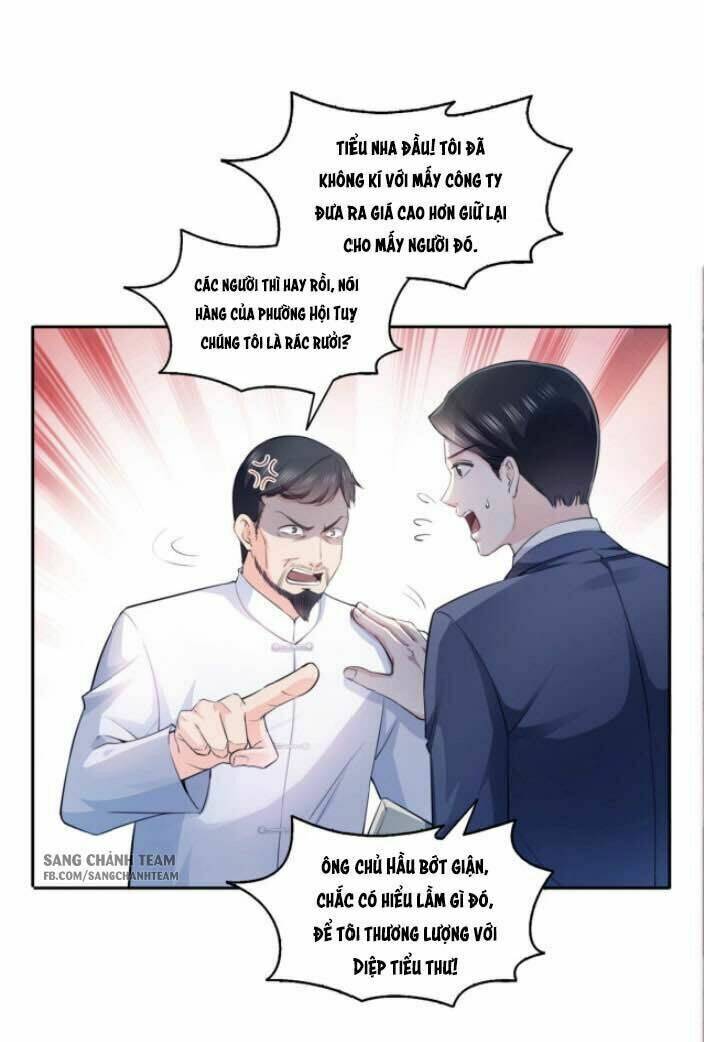 TIỂU NHA ĐẦU! TÔI ĐÃ
KHÔNG KÍ VỚI MẤY CÔNG TY
ĐƯA RA GIÁ CAO HƠN GIỮ LẠI
CHO MẤY NGƯỜI ĐÓ.
CÁC NGƯỜI THÌ HAY RỒI, NÓI
HÀNG CỦA PHƯỜNG HỘI TUY
CHÚNG TÔI LÀ RÁC RƯỞI?
SANG CHẢNH TEAM
FB.COM/SANGCHANHTEAM
ÔNG CHỦ HẦU BỚT GIẬN,
CHẮC CÓ HIỂU LẦM GÌ ĐÓ,
ĐỂ TÔI THƯƠNG LƯỢNG VỚI
DIỆP TIỂU THƯ!